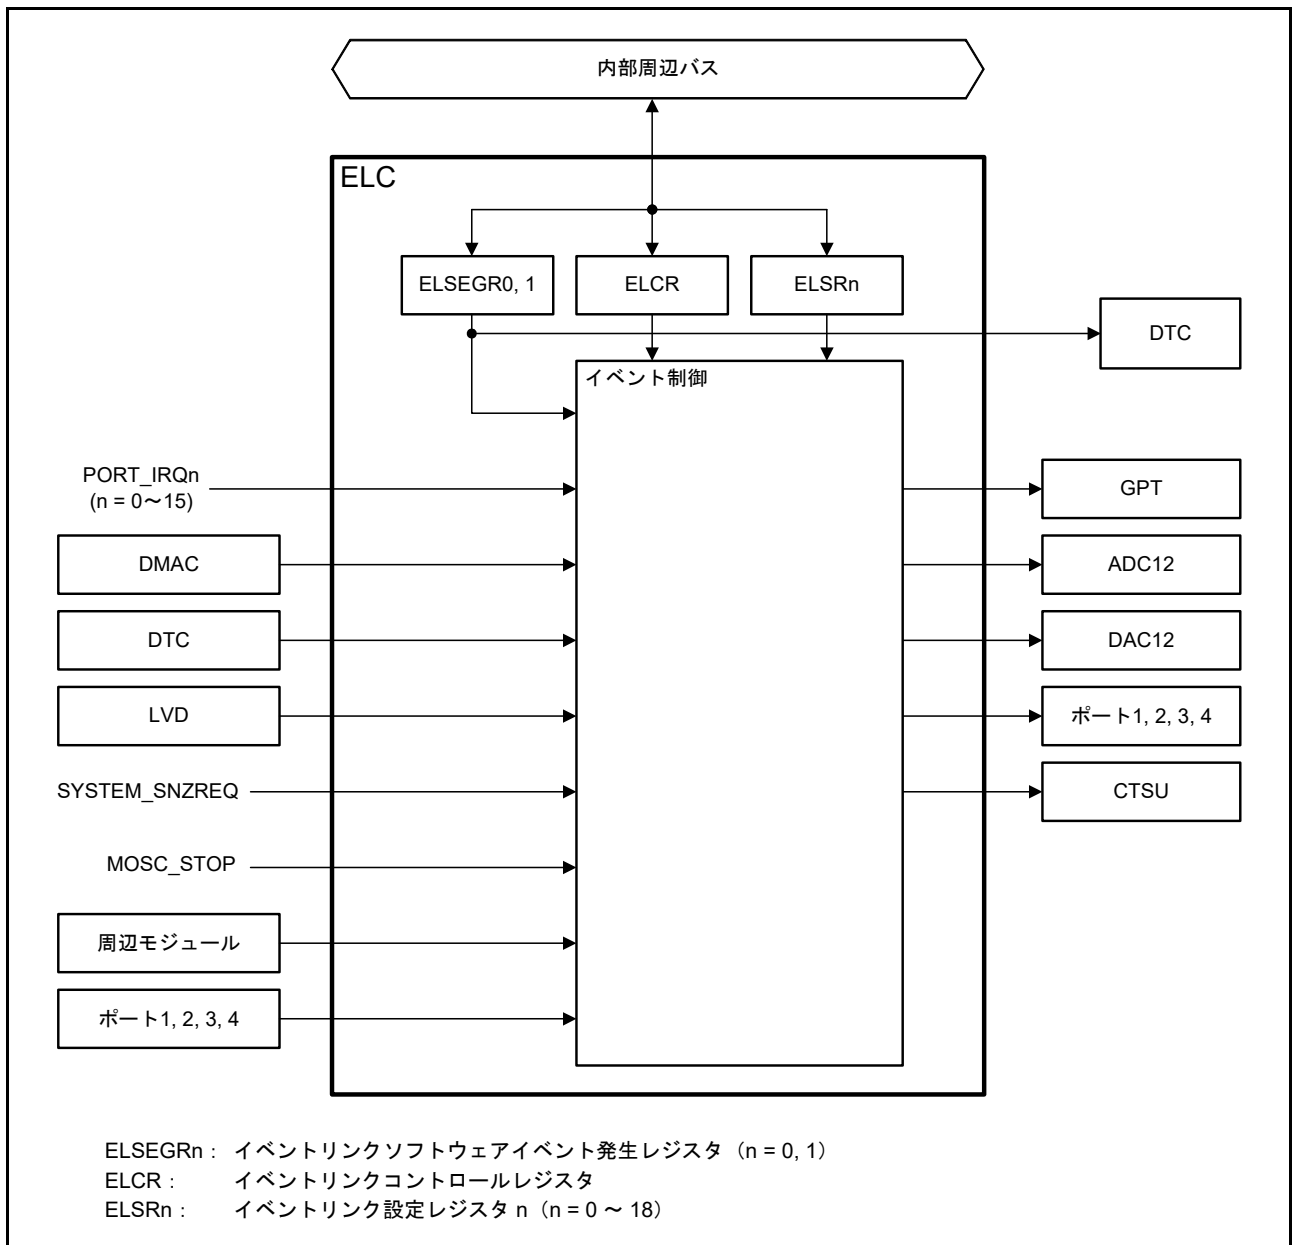 内部周辺バス
ELC
ELSEGR0, 1
ELCR
ELSRn
DTC
イベント制御
PORT_IRQn
(n = 0～15)
GPT
DMAC
ADC12
DTC
DAC12
LVD
ポート1, 2, 3, 4
SYSTEM_SNZREQ
CTSU
MOSC_STOP
周辺モジュール
ポート1, 2, 3, 4
ELSEGRn : イベントリンクソフトウェアイベント発生レジスタ（n = 0, 1）
ELCR : イベントリンクコントロールレジスタ
ELSRn : イベントリンク設定レジスタ n（n = 0 ～ 18）